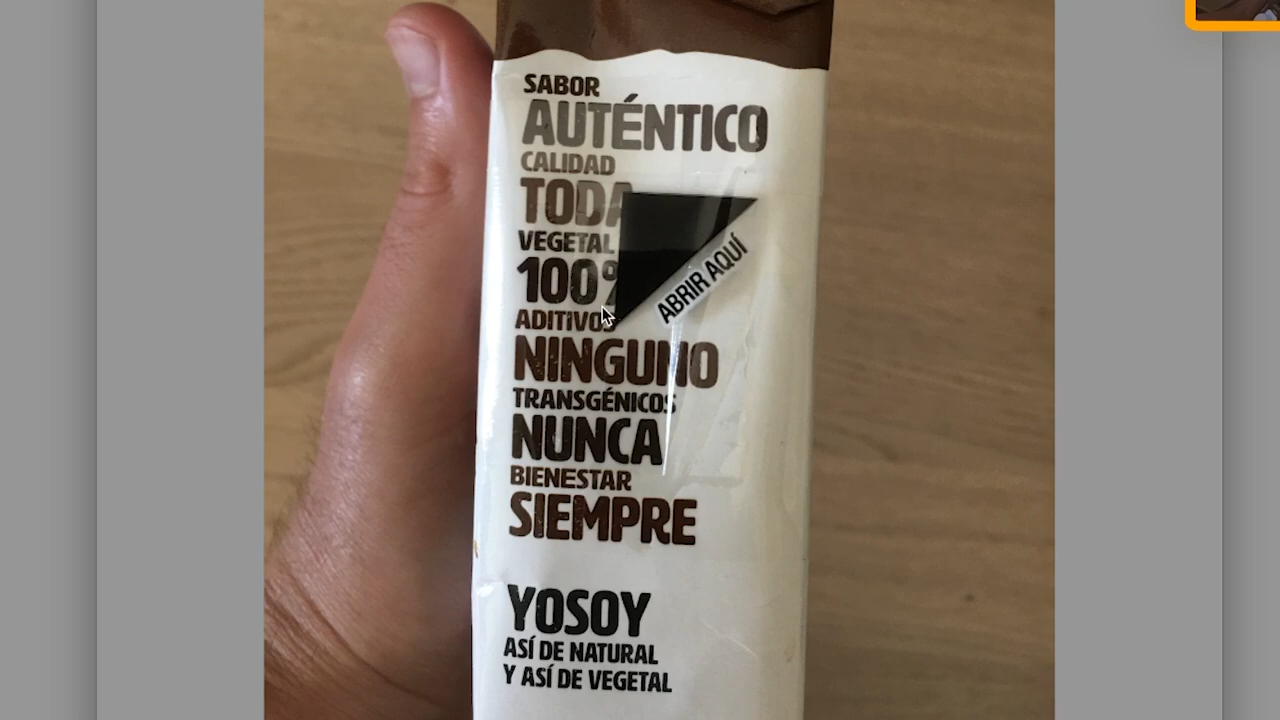 SABOR
AUTÉNTICO
CALIDAD
TODA
VEGETAL
100%
ADITIVOS
NINGUNO
TRANSGÉNICOS
NUNCA
BIENESTAR
SIEMPRE
ABRIR AQUÍ
YOSOY
ASÍ DE NATURAL
Y ASÍ DE VEGETAL